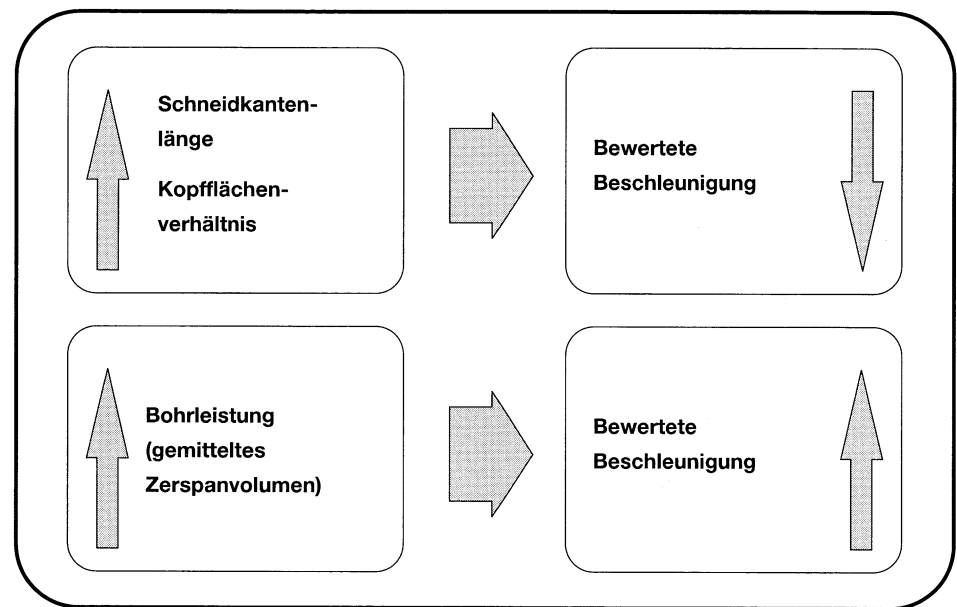 Schneidkanten-
länge
Kopfflächen-
verhältnis
Bewertete
Beschleunigung
Bohrleistung
(gemitteltes
Zerspanvolumen)
Bewertete
Beschleunigung